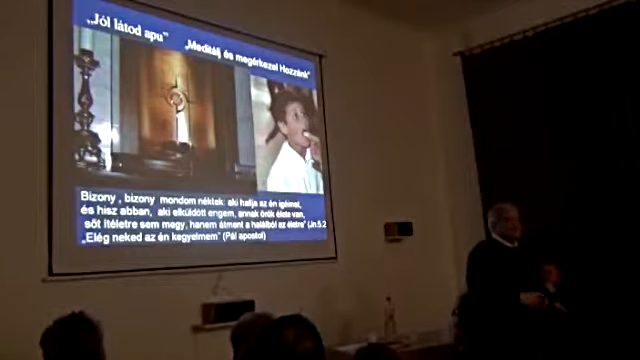 „Jól látod apu”
„Meditálj és megérkezel Hozzánk”
Bizony , bizony mondom néktek: aki hallja az én igéimet,
és hisz abban, aki elküldött engem, annak örök élete van,
sőt ítéletre sem megy, hanem átment a halálból az életre” (Jn.5.2
„Elég neked az én kegyelmem” (Pál apostol)